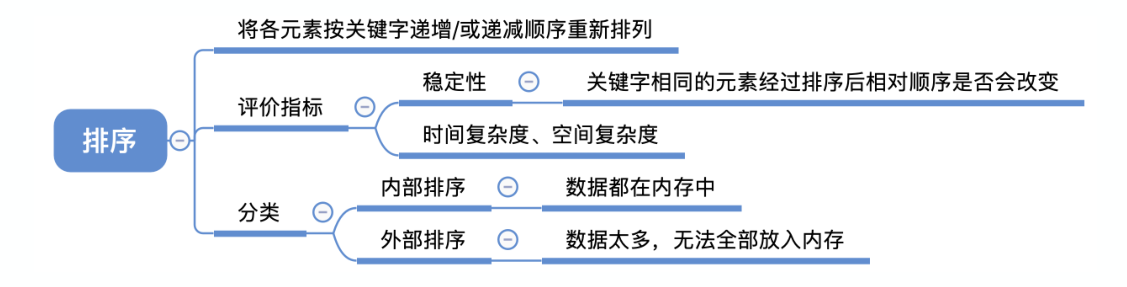 排序
将各元素按关键字递增/或递减顺序重新排列
评价指标
稳定性
关键字相同的元素经过排序后相对顺序是否会改变
时间复杂度、空间复杂度
分类
内部排序
数据都在内存中
外部排序
数据太多，无法全部放入内存